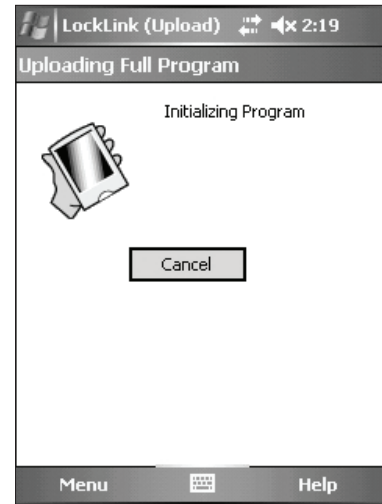 LockLink (Upload) 2:19
Uploading Full Program
Initializing Program
Cancel
Menu Help